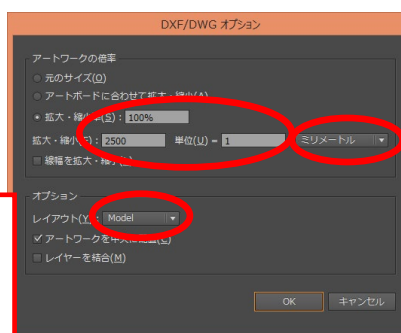 DXF/DWG オプション
アートワークの倍率
元のサイズ(O)
アートボードに合わせて拡大・縮小(A)
拡大・縮小率(S): 100%
拡大・縮小 : 2500 単位(U) = 1 ミリメートル
線幅を拡大・縮小
オプション
レイアウト(Y): Model
アートワークを中央に配置(C)
レイヤーを結合(M)
OK キャンセル